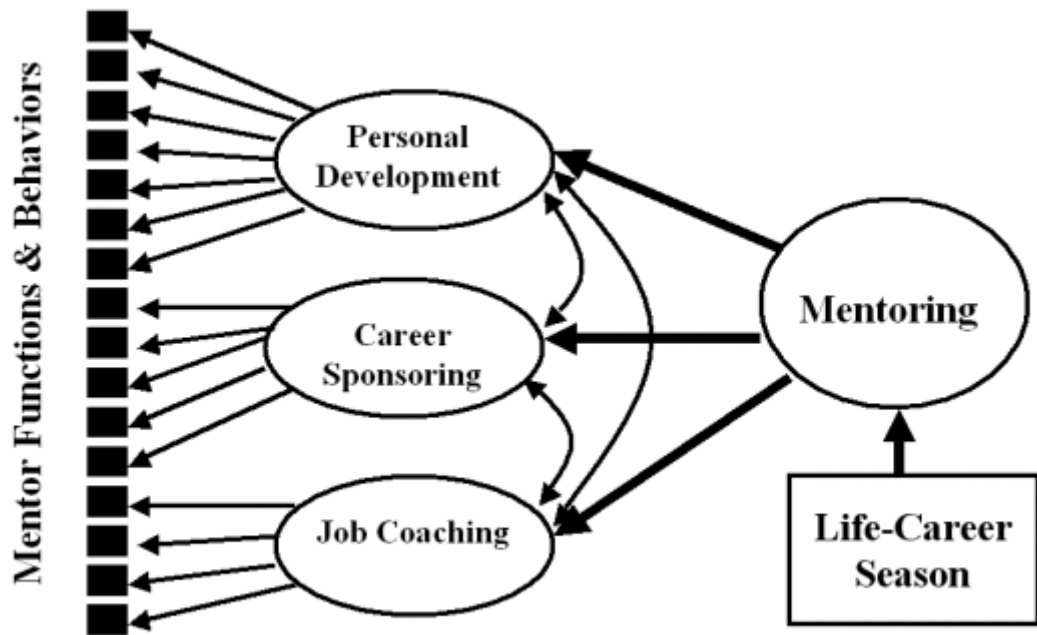 Mentor Functions & Behaviors
Personal
Development
Career
Sponsoring
Job Coaching
Mentoring
Life-Career
Season